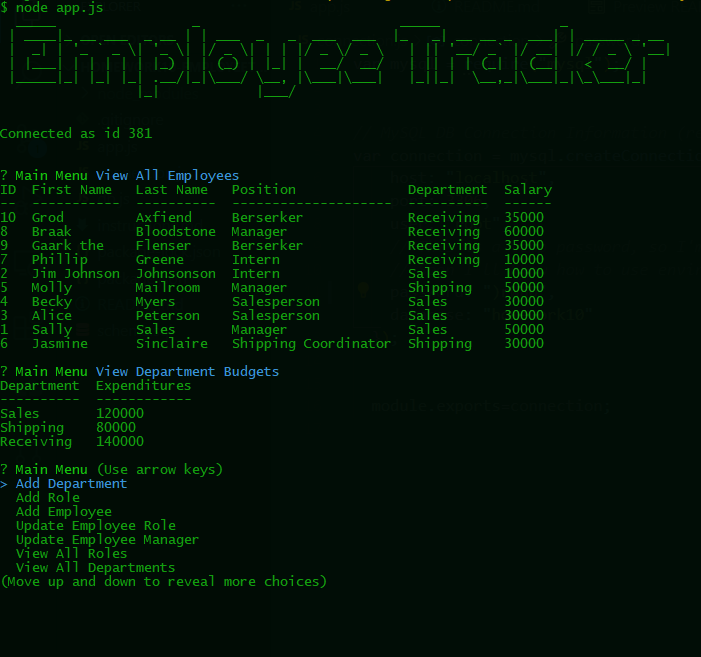 $ node app.js
Employee Tracker
Connected as id 381
? Main Menu View All Employees
ID  First Name   Last Name   Position              Department  Salary
--  -----------  ----------  --------------------  ----------  ------
10  Grod         Axfiend     Berserker             Receiving   35000
8   Braak        Bloodstone  Manager               Receiving   60000
9   Gaark the    Flenser     Berserker             Receiving   35000
7   Phillip      Greene      Intern                Receiving   10000
2   Jim Johnson  Johnsonson  Intern                Sales       10000
5   Molly        Mailroom    Manager               Shipping    50000
4   Becky        Myers       Salesperson           Sales       30000
3   Alice        Peterson    Salesperson           Sales       30000
1   Sally        Sales       Manager               Sales       50000
6   Jasmine      Sinclaire   Shipping Coordinator  Shipping    30000
? Main Menu View Department Budgets
Department  Expenditures
----------  ------------
Sales       120000
Shipping    80000
Receiving   140000
? Main Menu (Use arrow keys)
> Add Department
  Add Role
  Add Employee
  Update Employee Role
  Update Employee Manager
  View All Roles
  View All Departments
(Move up and down to reveal more choices)